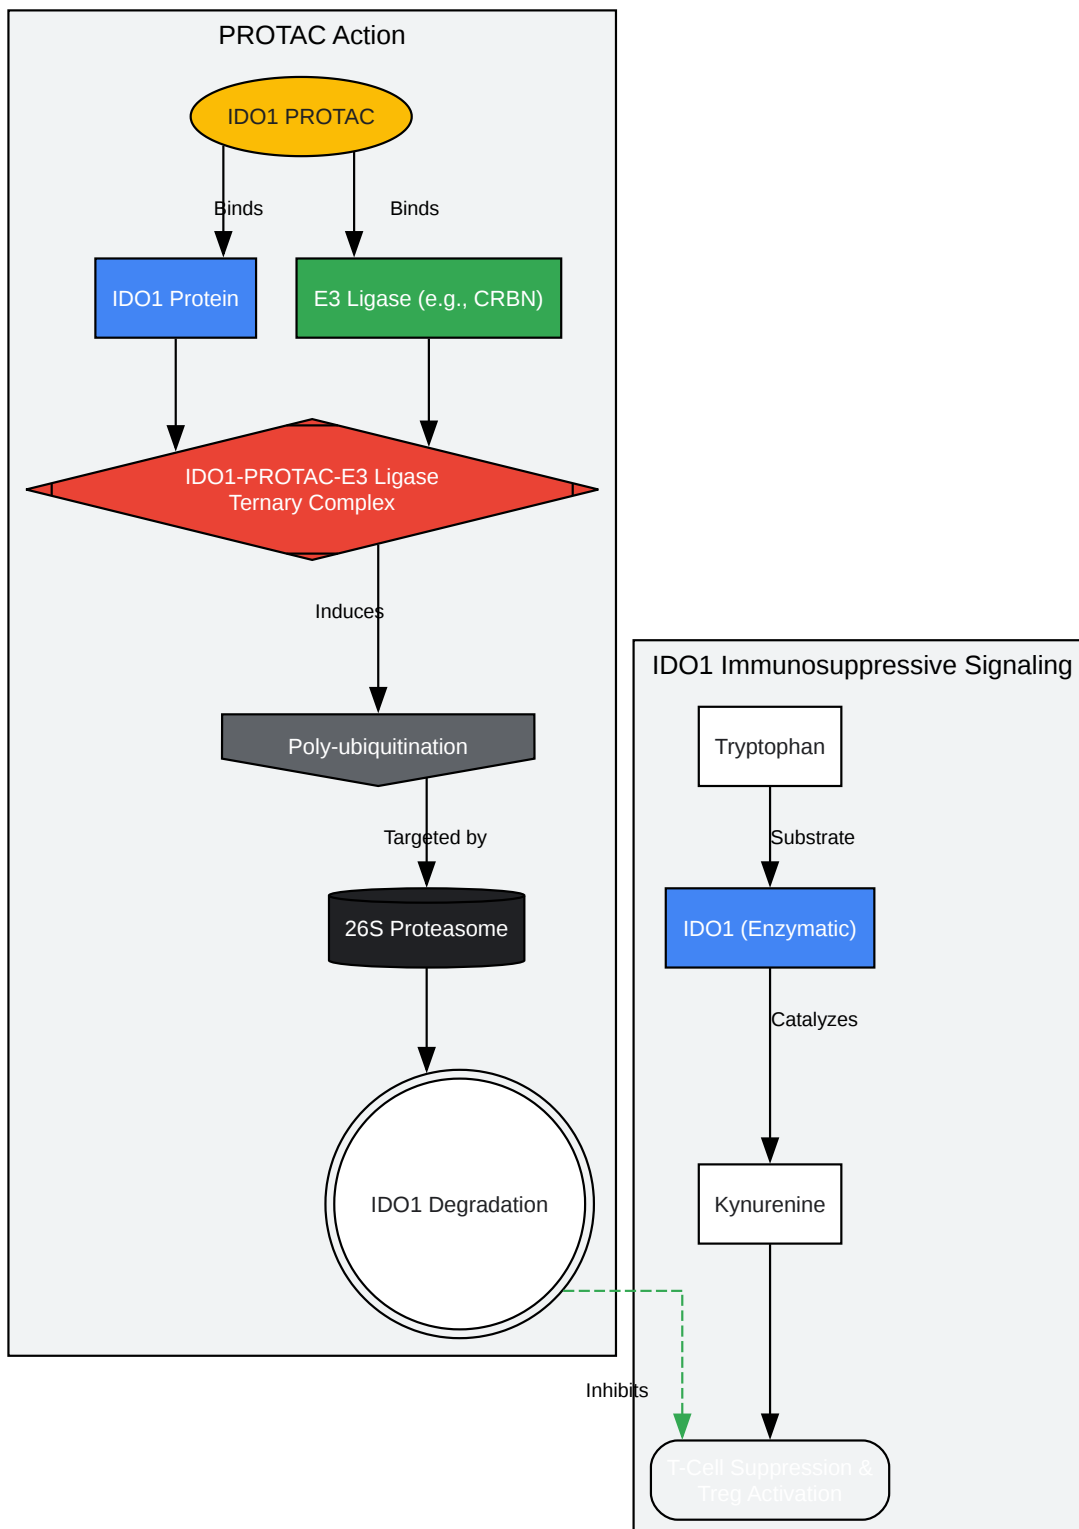 PROTAC Action
IDO1 PROTAC
Binds
Binds
IDO1 Protein
E3 Ligase (e.g., CRBN)
IDO1-PROTAC-E3 Ligase
Ternary Complex
Induces
Poly-ubiquitination
Targeted by
26S Proteasome
IDO1 Degradation
Inhibits
IDO1 Immunosuppressive Signaling
Tryptophan
Substrate
IDO1 (Enzymatic)
Catalyzes
Kynurenine
T-Cell Suppression &
Treg Activation